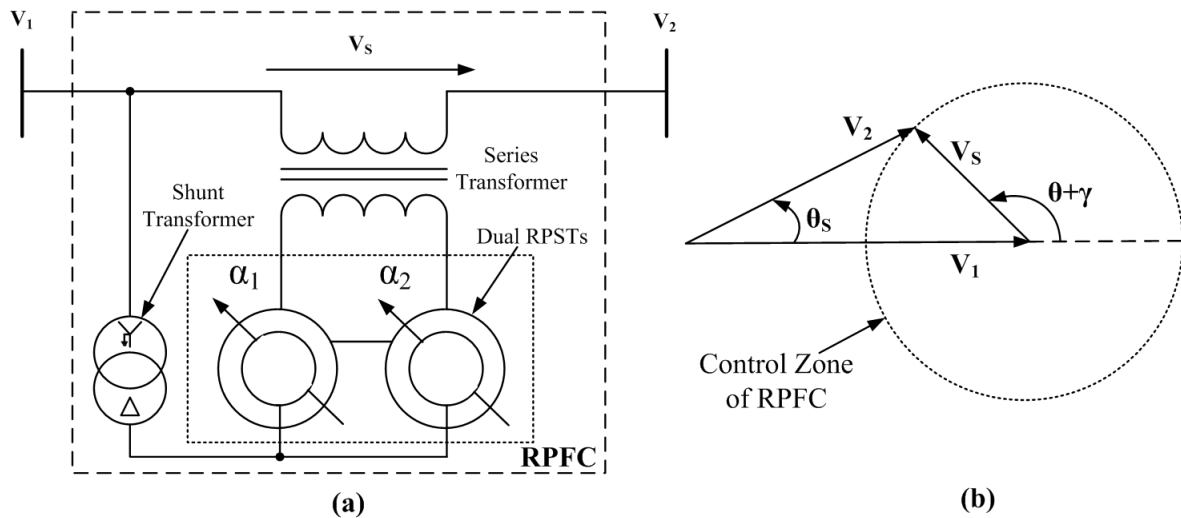 V1
VS
V2
Series
Transformer
Shunt
Transformer
Dual RPSTs
α1
α2
Δ
RPFC
(a)
V2
VS
θ+γ
θS
V1
Control Zone
of RPFC
(b)